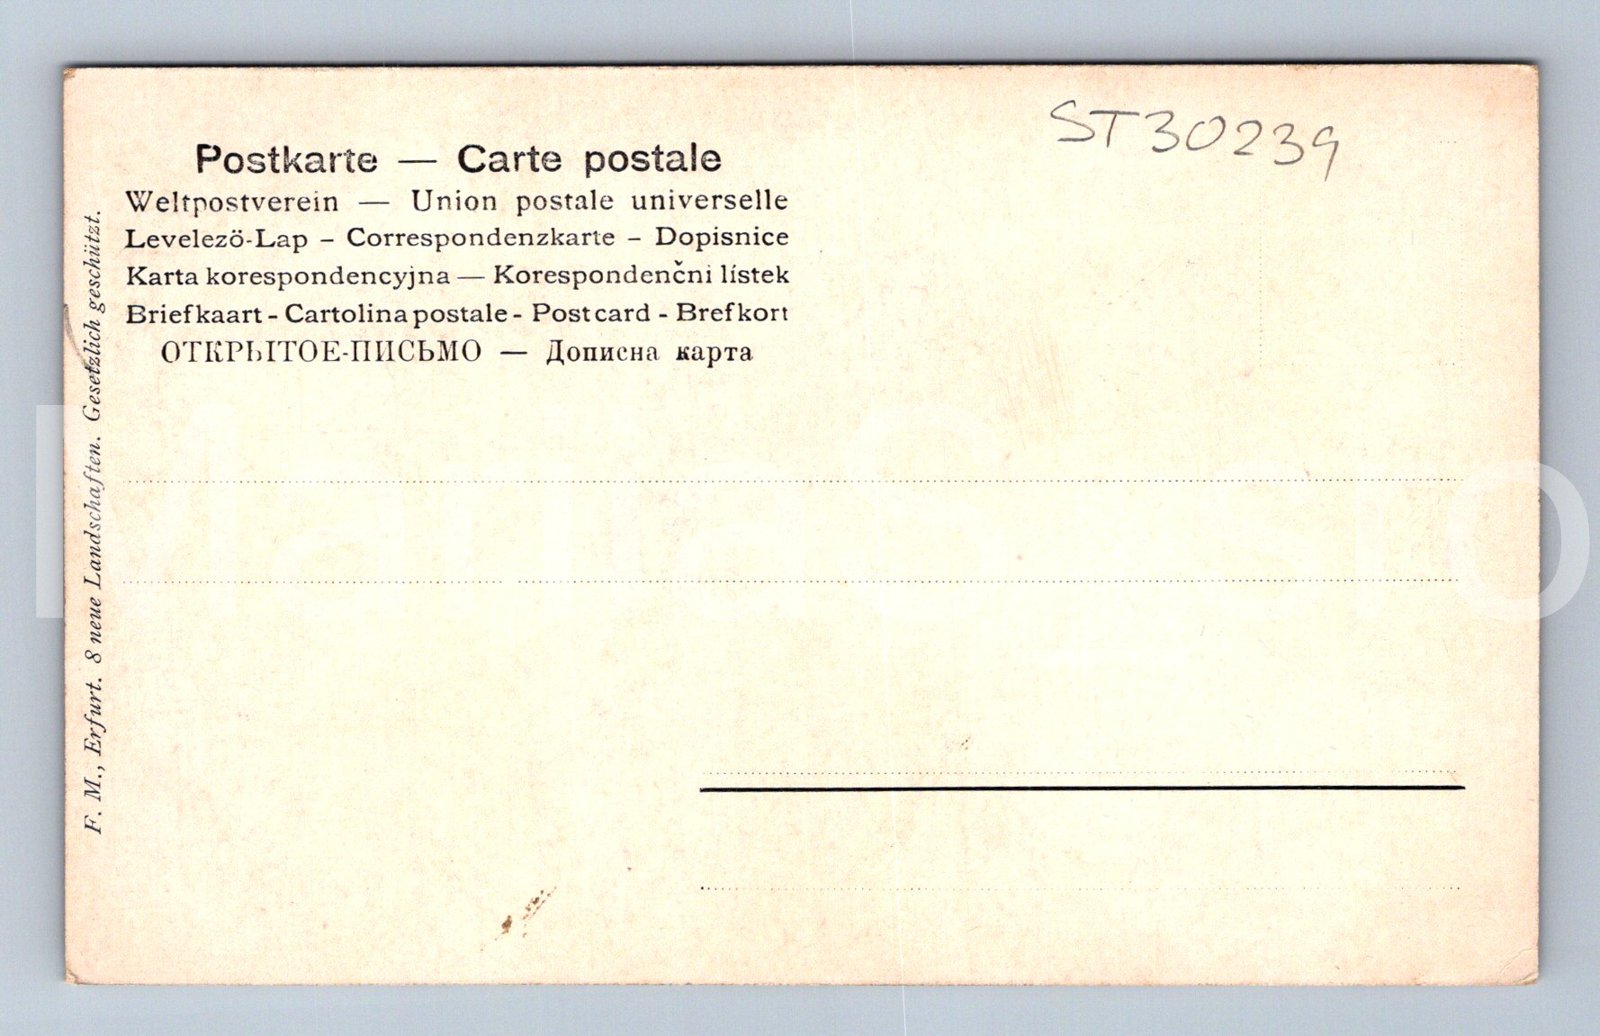 ST30239
Postkarte — Carte postale
Weltpostverein — Union postale universelle
Levelezö-Lap – Correspondenzkarte – Dopisnice
Karta korespondencyjna — Korespondenčni lístek
Briefkaart - Cartolina postale - Postcard - Brefkort
ОТКРЫТОЕ-ПИСЬМО — Дописна карта
F. M., Erfurt. 8 neue Landschaften. Gesetzlich geschützt.